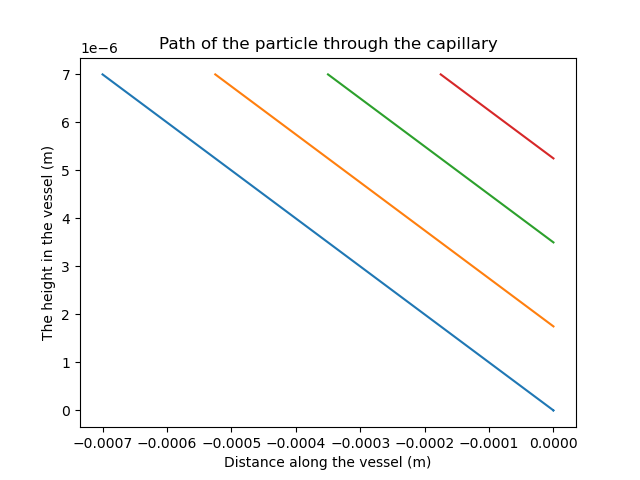 Path of the particle through the capillary
1e−6
7
6
5
4
3
2
1
0
The height in the vessel (m)
−0.0007 −0.0006 −0.0005 −0.0004 −0.0003 −0.0002 −0.0001 0.0000
Distance along the vessel (m)